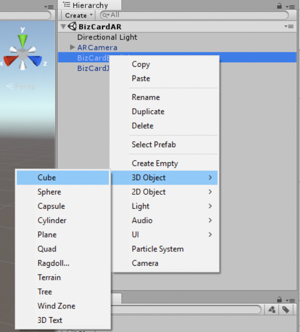 Hierarchy
Create
All
BizCardAR
Directional Light
ARCamera
Copy
Paste
Rename
Duplicate
Delete
Select Prefab
Create Empty
3D Object
2D Object
Light
Audio
UI
Particle System
Camera
Cube
Sphere
Capsule
Cylinder
Plane
Quad
Ragdoll...
Terrain
Tree
Wind Zone
3D Text
y
x
z